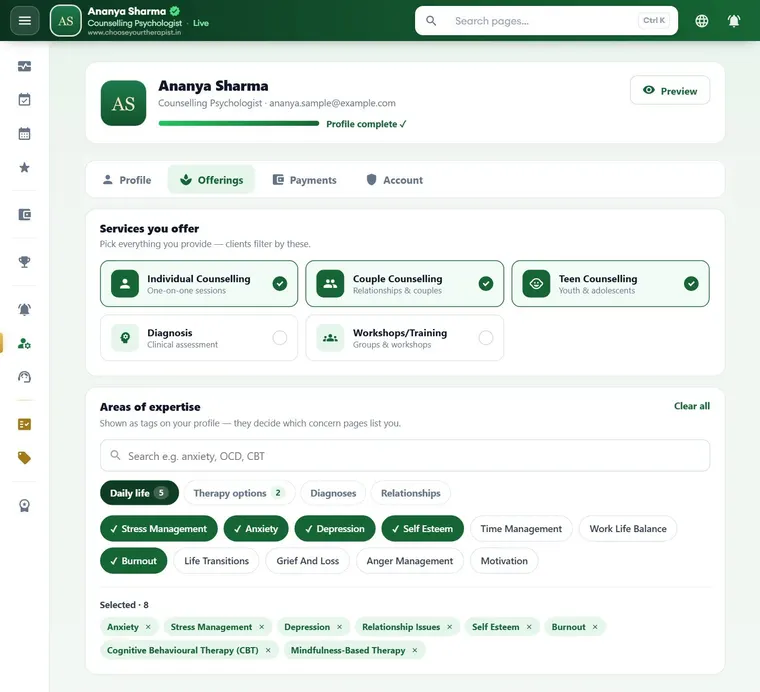 AS
Ananya Sharma
Counselling Psychologist · Live
www.chooseyourtherapist.in
Search pages...
Ctrl K
AS
Ananya Sharma
Counselling Psychologist · ananya.sample@example.com
Profile complete ✓
Preview
Profile
Offerings
Payments
Account
Services you offer
Pick everything you provide — clients filter by these.
Individual Counselling
One-on-one sessions
Couple Counselling
Relationships & couples
Teen Counselling
Youth & adolescents
Diagnosis
Clinical assessment
Workshops/Training
Groups & workshops
Areas of expertise
Clear all
Shown as tags on your profile — they decide which concern pages list you.
Search e.g. anxiety, OCD, CBT
Daily life 5
Therapy options 2
Diagnoses
Relationships
✓ Stress Management
✓ Anxiety
✓ Depression
✓ Self Esteem
Time Management
Work Life Balance
✓ Burnout
Life Transitions
Grief And Loss
Anger Management
Motivation
Selected · 8
Anxiety ×
Stress Management ×
Depression ×
Relationship Issues ×
Self Esteem ×
Burnout ×
Cognitive Behavioural Therapy (CBT) ×
Mindfulness-Based Therapy ×